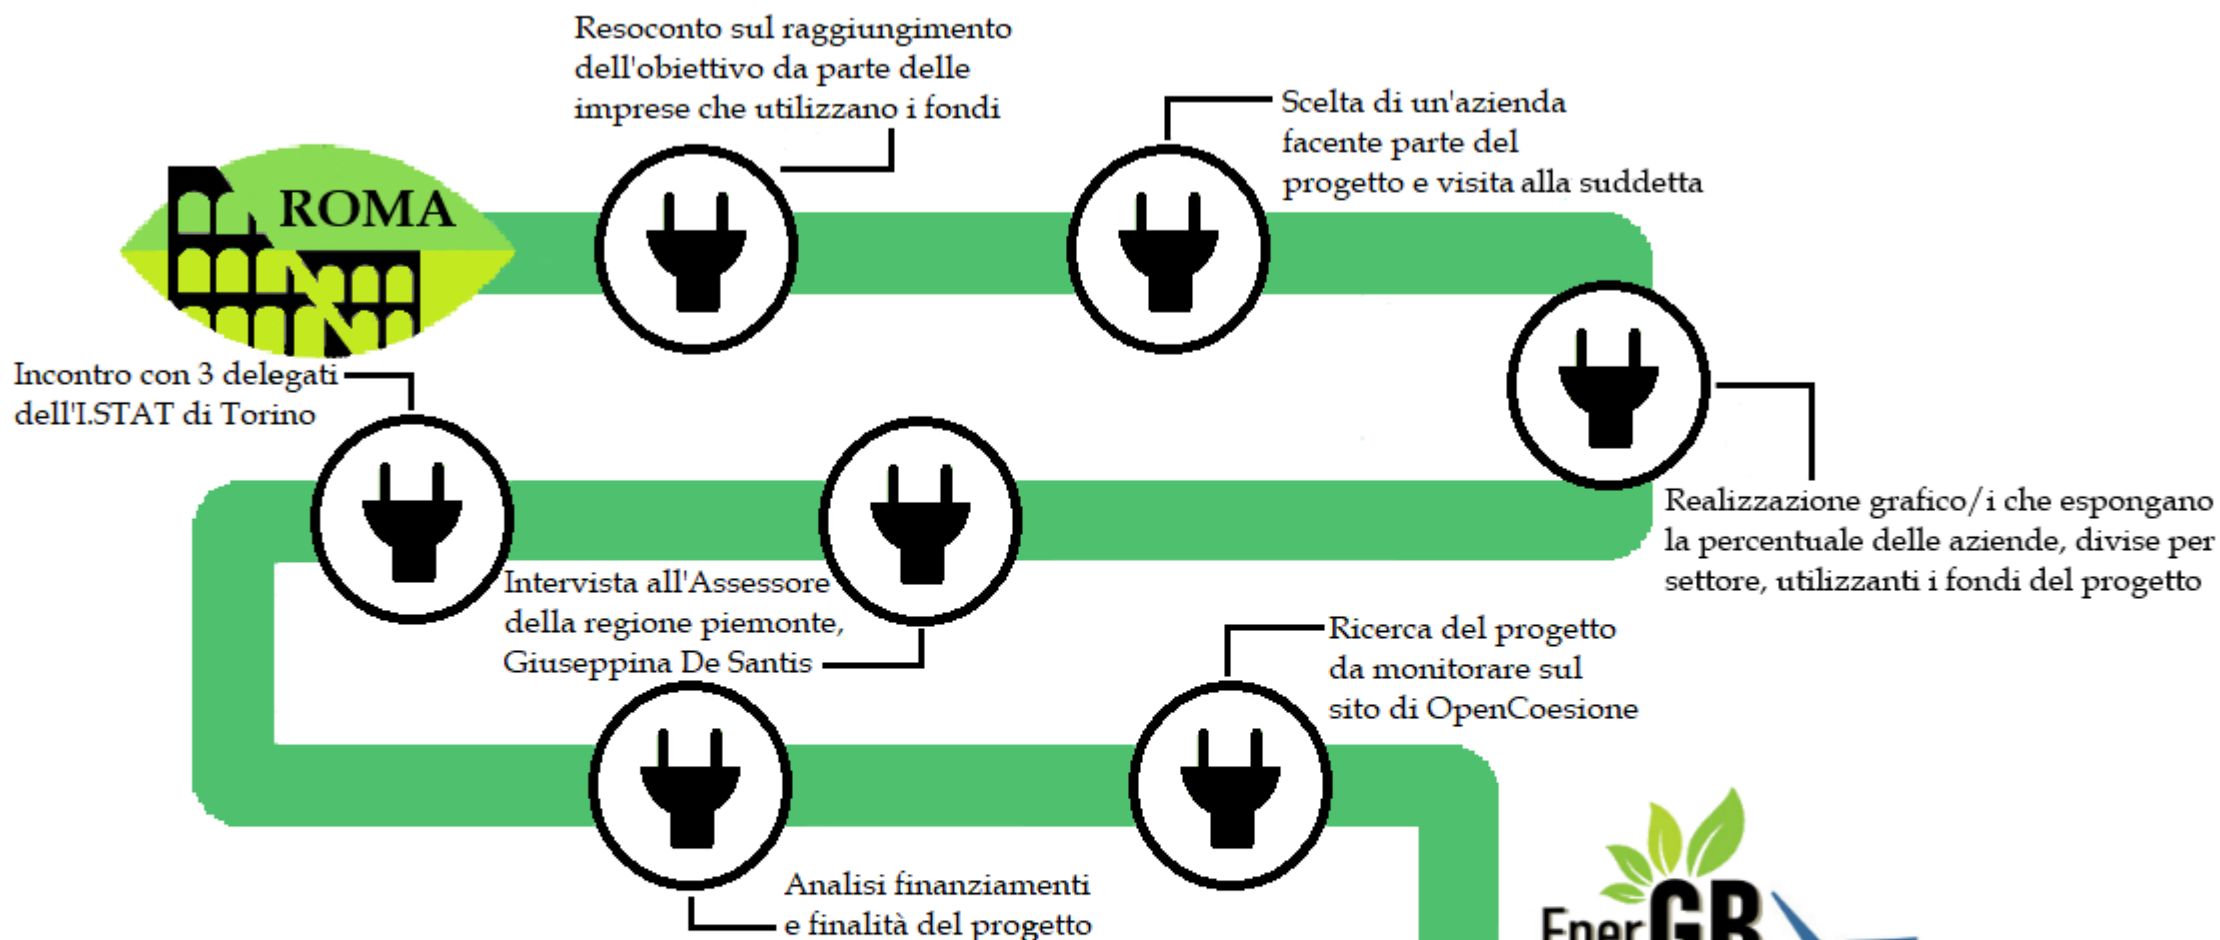 Resoconto sul raggiungimento
dell'obiettivo da parte delle
imprese che utilizzano i fondi
Scelta di un'azienda
facente parte del
progetto e visita alla suddetta
ROMA
Incontro con 3 delegati
dell'I.STAT di Torino
Realizzazione grafico/i che espongano
la percentuale delle aziende, divise per
settore, utilizzanti i fondi del progetto
Intervista all'Assessore
della regione piemonte,
Giuseppina De Santis
Ricerca del progetto
da monitorare sul
sito di OpenCoesione
Analisi finanziamenti
e finalità del progetto
EnerGB